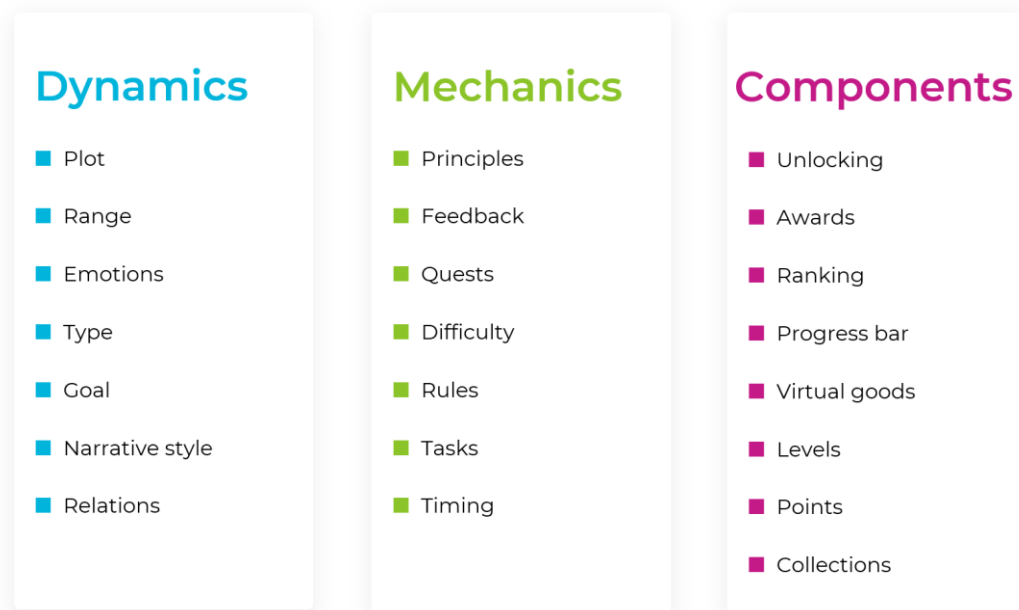 Dynamics
Plot
Range
Emotions
Type
Goal
Narrative style
Relations
Mechanics
Principles
Feedback
Quests
Difficulty
Rules
Tasks
Timing
Components
Unlocking
Awards
Ranking
Progress bar
Virtual goods
Levels
Points
Collections